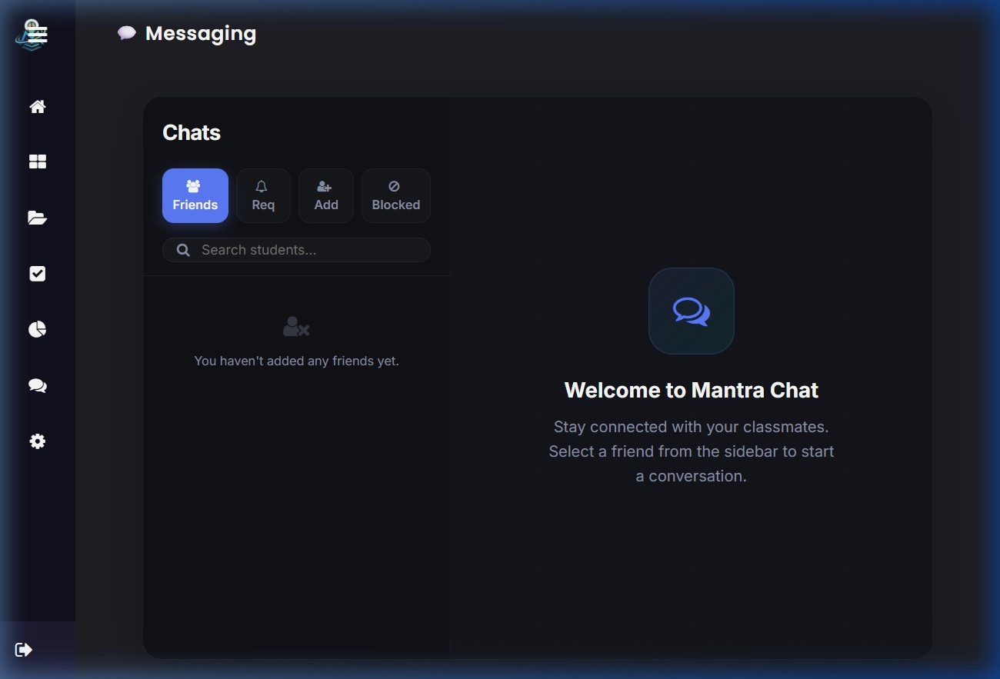 Messaging
Chats
Friends
Req
Add
Blocked
Search students...
You haven't added any friends yet.
Welcome to Mantra Chat
Stay connected with your classmates.
Select a friend from the sidebar to start
a conversation.